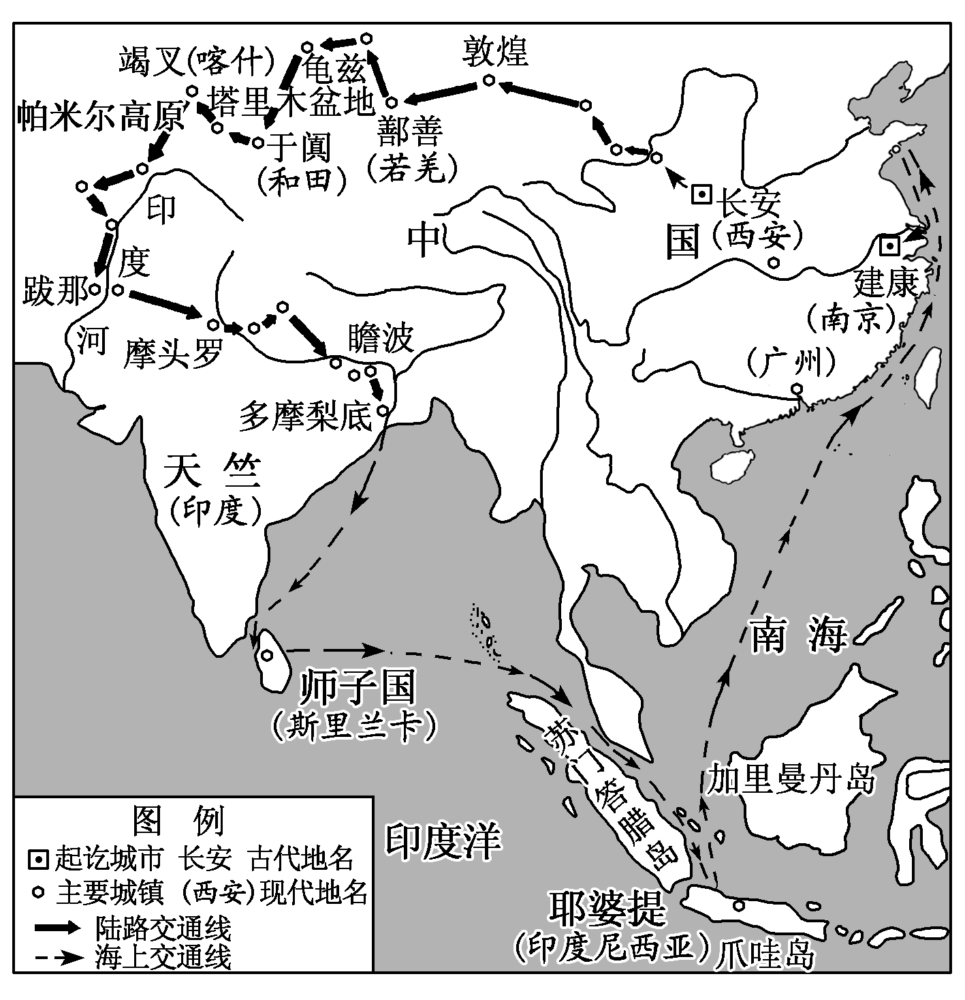 敦煌
竭叉(喀什)
龟兹
塔里木盆地
帕米尔高原
鄯善
(若羌)
于阗
(和田)
长安
(西安)
印
度
河
中
国
建康
(南京)
跋那
摩头罗
瞻波
(广州)
多摩梨底
天竺
(印度)
南海
师子国
(斯里兰卡)
苏门答腊岛
加里曼丹岛
印度洋
耶婆提
(印度尼西亚)
爪哇岛
图 例
起讫城市 长安 古代地名
主要城镇 (西安)现代地名
陆路交通线
海上交通线